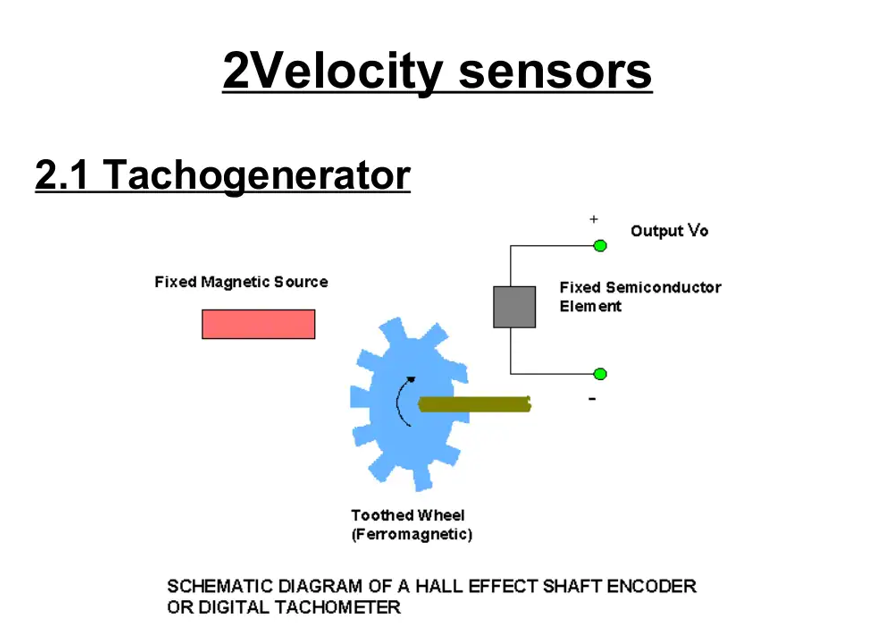 2Velocity sensors
2.1 Tachogenerator
+
Output Vo
Fixed Magnetic Source
Fixed Semiconductor
Element
-
Toothed Wheel
(Ferromagnetic)
SCHEMATIC DIAGRAM OF A HALL EFFECT SHAFT ENCODER
OR DIGITAL TACHOMETER